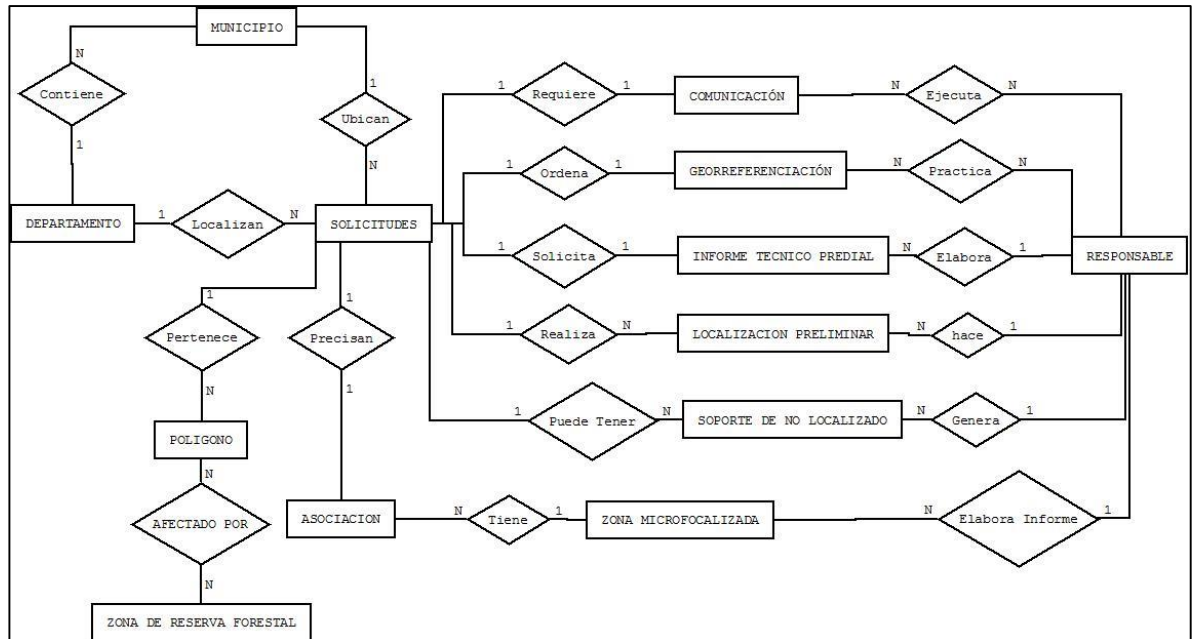 MUNICIPIO
N
Contiene
1
1
Ubican
N
DEPARTAMENTO
1
Localizan
N
SOLICITUDES
1
Requiere
1
COMUNICACIÓN
N
Ejecuta
N
1
Ordena
1
GEORREFERENCIACIÓN
N
Practica
N
1
Solicita
1
INFORME TECNICO PREDIAL
N
Elabora
1
RESPONSABLE
1
Realiza
N
LOCALIZACION PRELIMINAR
N
hace
1
1
Puede Tener
N
SOPORTE DE NO LOCALIZADO
N
Genera
1
1
Pertenece
N
POLIGONO
N
AFECTADO POR
N
ZONA DE RESERVA FORESTAL
1
Precisan
1
ASOCIACION
N
Tiene
1
ZONA MICROFOCALIZADA
N
Elabora Informe
1